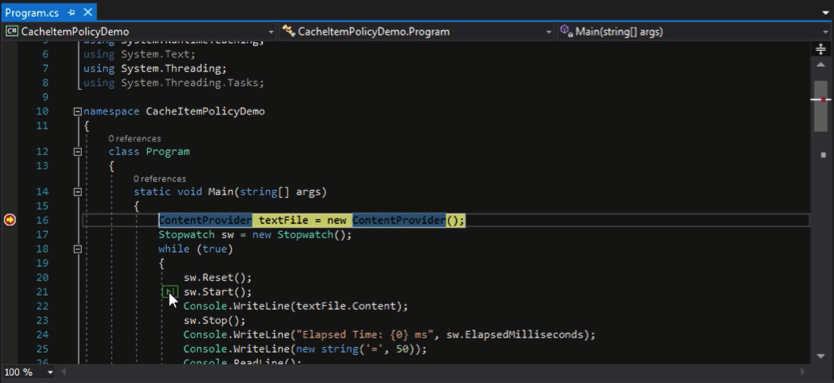 Program.cs
CacheItemPolicyDemo CacheItemPolicyDemo.Program Main(string[] args)
5 using System.Runtime.Caching;
6 using System.Text;
7 using System.Threading;
8 using System.Threading.Tasks;
9
10 namespace CacheItemPolicyDemo
11 {
0 references
12 class Program
13 {
0 references
14 static void Main(string[] args)
15 {
16 ContentProvider textFile = new ContentProvider();
17 Stopwatch sw = new Stopwatch();
18 while (true)
19 {
20 sw.Reset();
21 sw.Start();
22 Console.WriteLine(textFile.Content);
23 sw.Stop();
24 Console.WriteLine("Elapsed Time: {0} ms", sw.ElapsedMilliseconds);
25 Console.WriteLine(new string('=', 50));
26 Console.ReadLine();
100 %